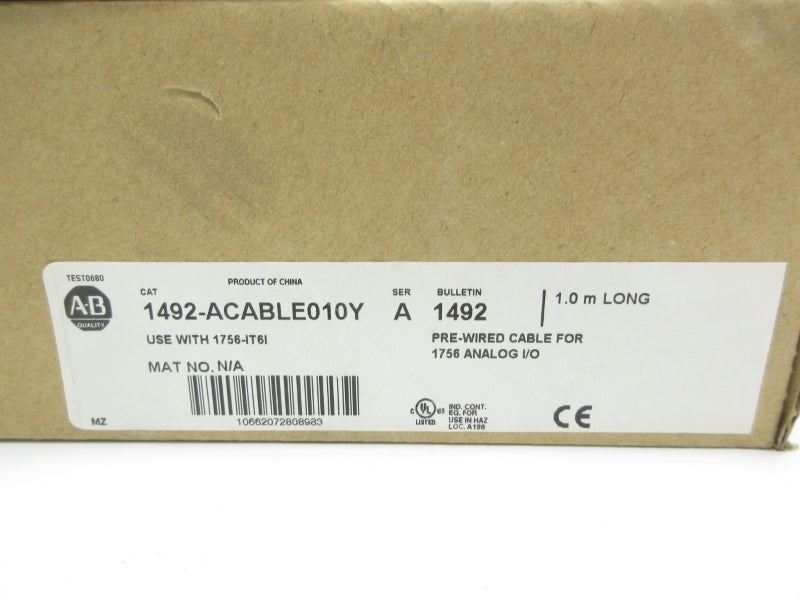 TEST0680
PRODUCT OF CHINA
CAT
SER
BULLETIN
A-B
QUALITY
1492-ACABLE010Y
A
1492
1.0 m LONG
USE WITH 1756-IT6I
PRE-WIRED CABLE FOR
1756 ANALOG I/O
MAT NO. N/A
10662072808983
MZ
C UL US
LISTED
IND. CONT.
EQ. FOR
USE IN HAZ
LOC. A196
CE